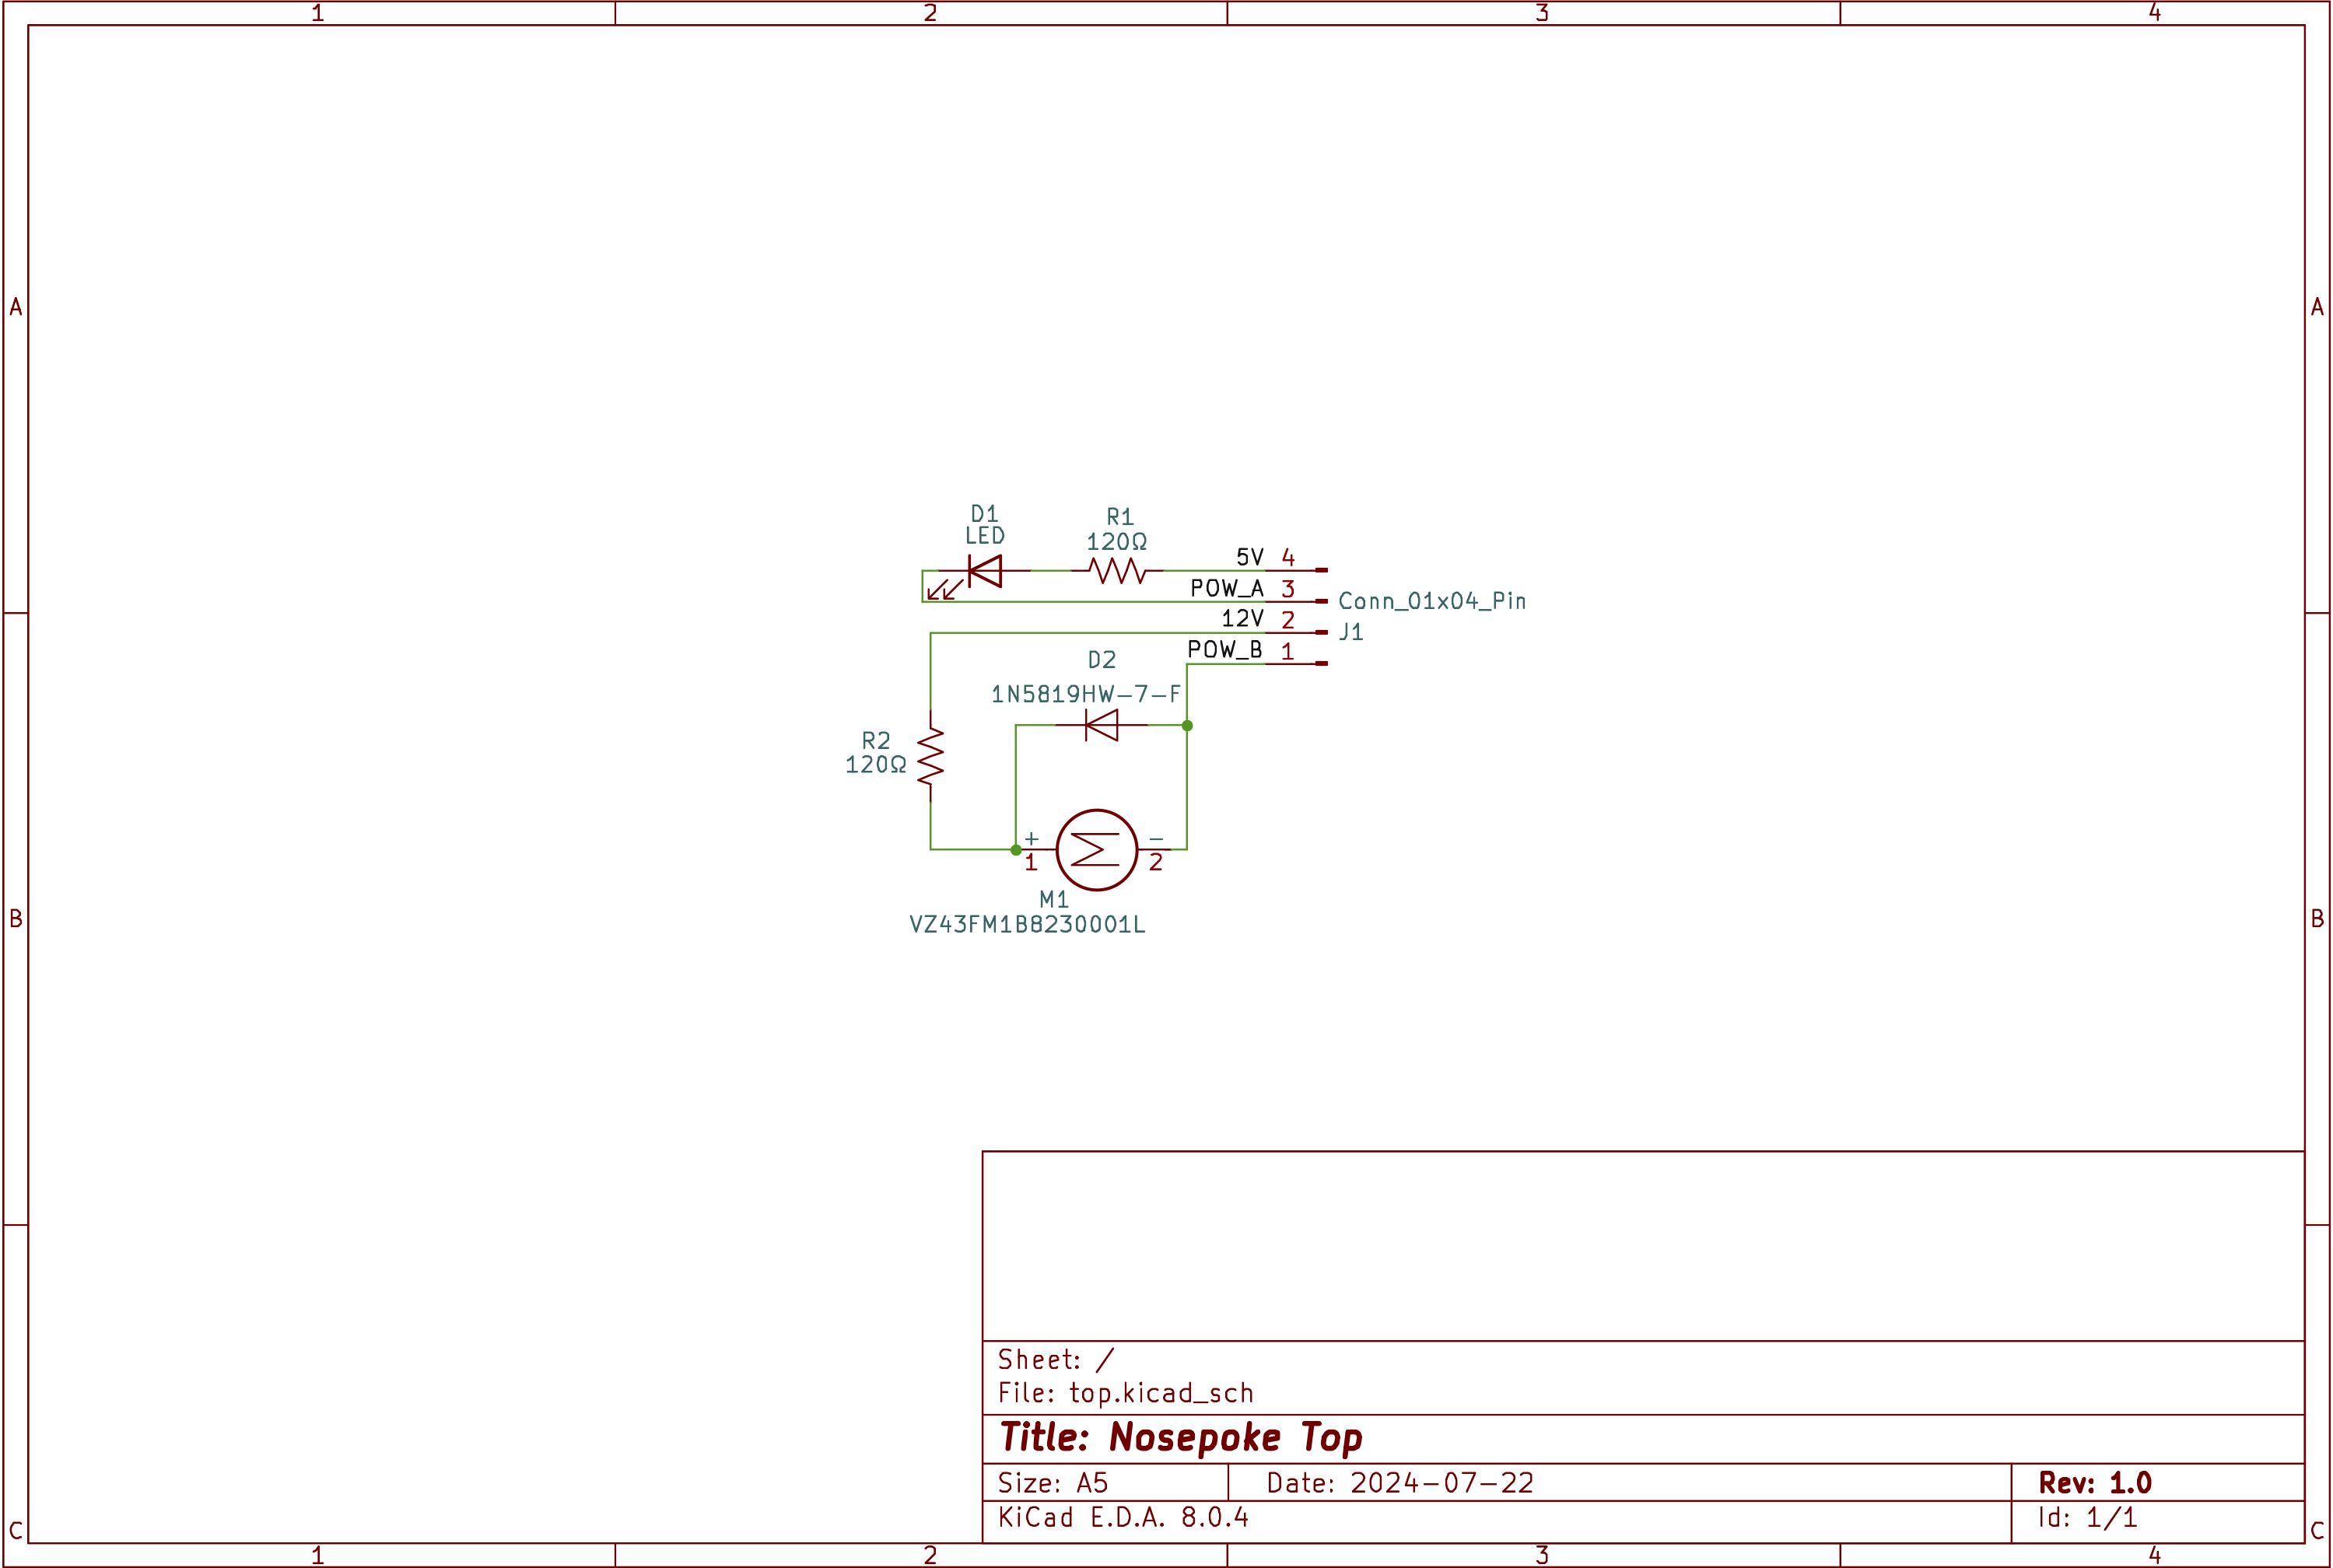 1 2 3 4
A A
D1
LED
R1
120Ω
5V 4
POW_A 3
Conn_01x04_Pin
12V 2
J1
POW_B 1
D2
1N5819HW-7-F
R2
120Ω
+ -
1 2
M1
VZ43FM1B8230001L
B B
Sheet: /
File: top.kicad_sch
Title: Nosepoke Top
Size: A5 Date: 2024-07-22 Rev: 1.0
KiCad E.D.A. 8.0.4 Id: 1/1
C C
1 2 3 4